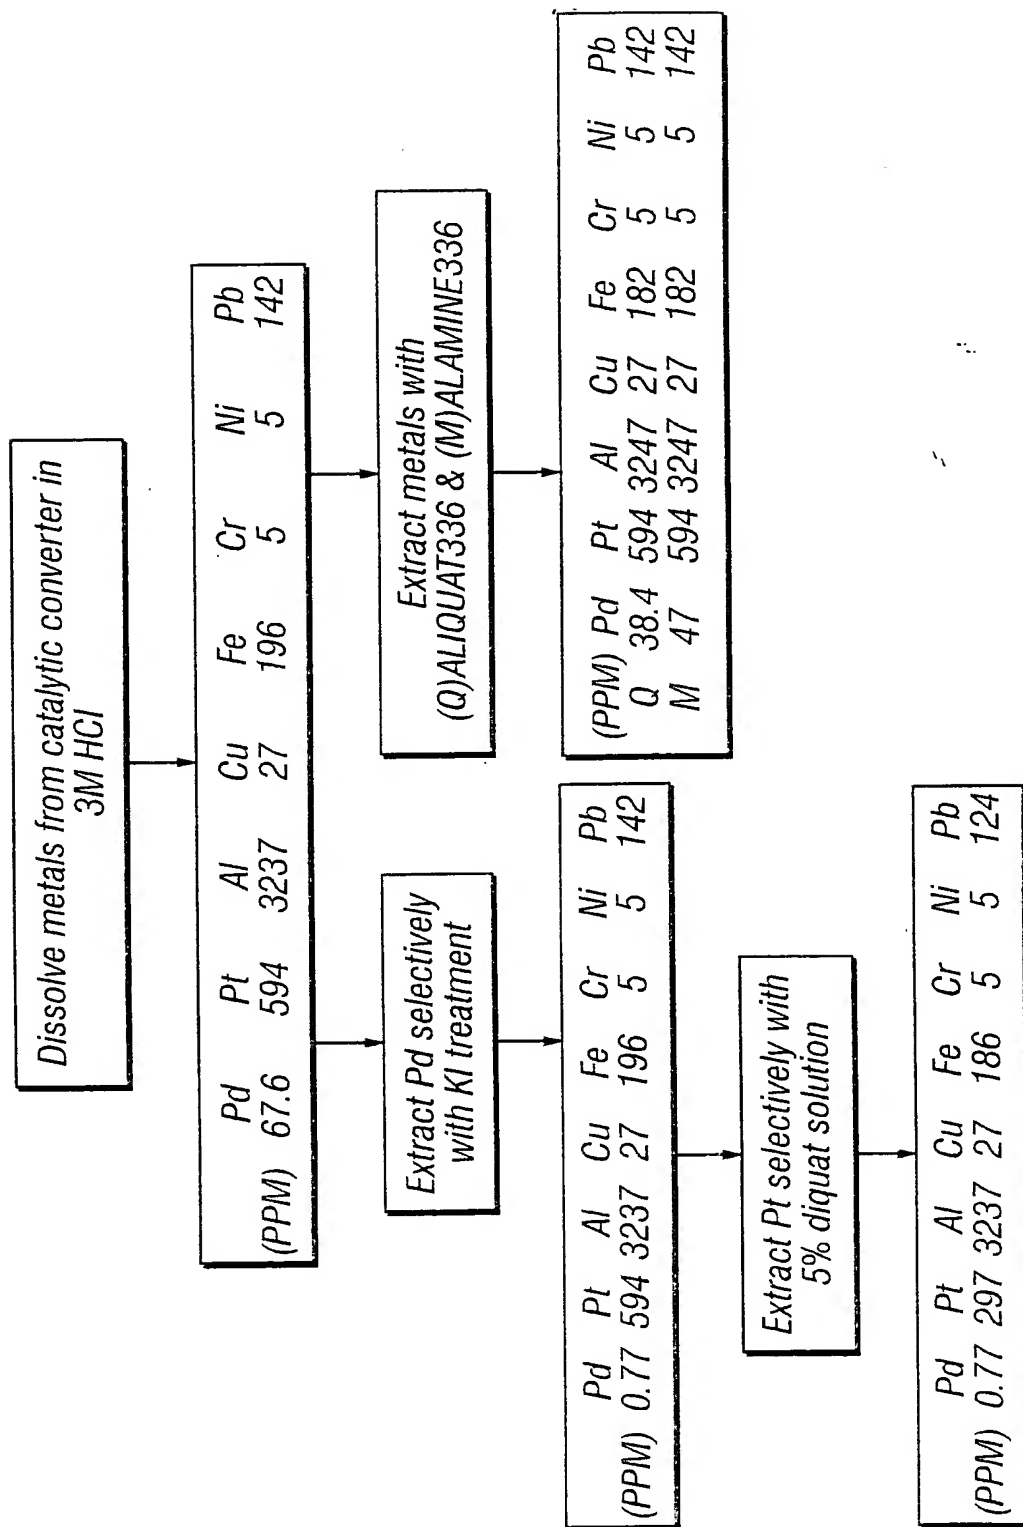 Dissolve metals from catalytic converter in
3M HCl
Pd Pt Al Cu Fe Cr Ni Pb
(PPM) 67.6 594 3237 27 196 5 5 142
Extract Pd selectively
with KI treatment
Pd Pt Al Cu Fe Cr Ni Pb
(PPM) 0.77 594 3237 27 196 5 5 142
Extract Pt selectively with
5% diquat solution
Pd Pt Al Cu Fe Cr Ni Pb
(PPM) 0.77 297 3237 27 186 5 5 124
Extract metals with
(Q)ALIQUAT336 & (M)ALAMINE336
(PPM) Pd Pt Al Cu Fe Cr Ni Pb
Q 38.4 594 3247 27 182 5 5 142
M 47 594 3247 27 182 5 5 142